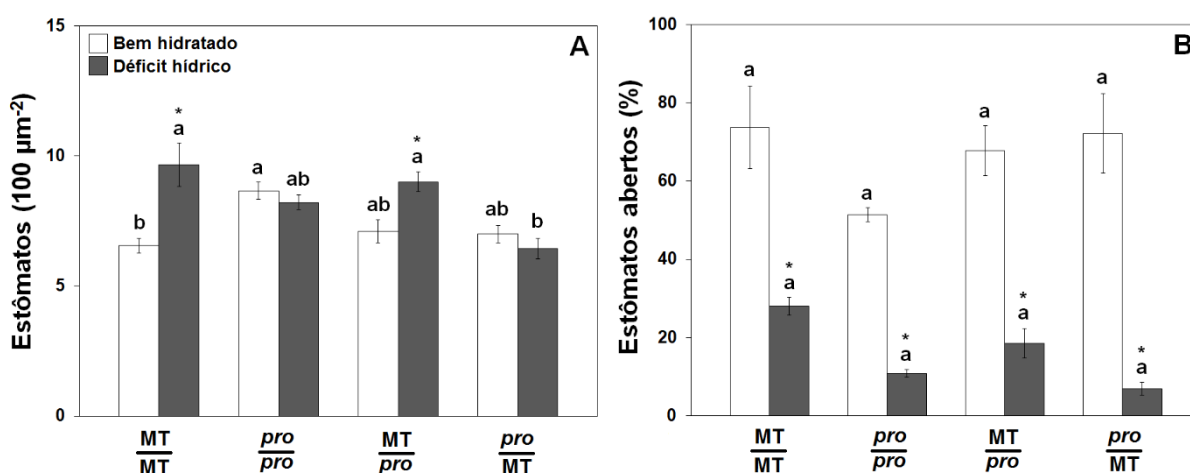 A
Bem hidratado
Déficit hídrico
Estômatos (100 µm-2)
15
10
5
0
b
*
a
a
ab
ab
*
a
ab
b
MT
MT
pro
pro
MT
pro
pro
MT
B
Estômatos abertos (%)
100
80
60
40
20
0
a
*
a
a
*
a
a
*
a
a
*
a
MT
MT
pro
pro
MT
pro
pro
MT